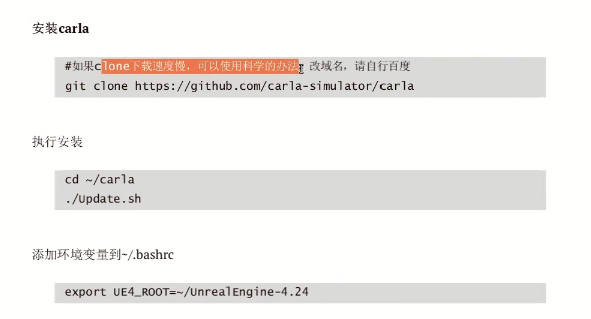 安装carla
#如果clone下载速度慢，可以使用科学的办法 改域名，请自行百度
git clone https://github.com/carla-simulator/carla
执行安装
cd ~/carla
./Update.sh
添加环境变量到~/.bashrc
export UE4_ROOT=~/UnrealEngine-4.24